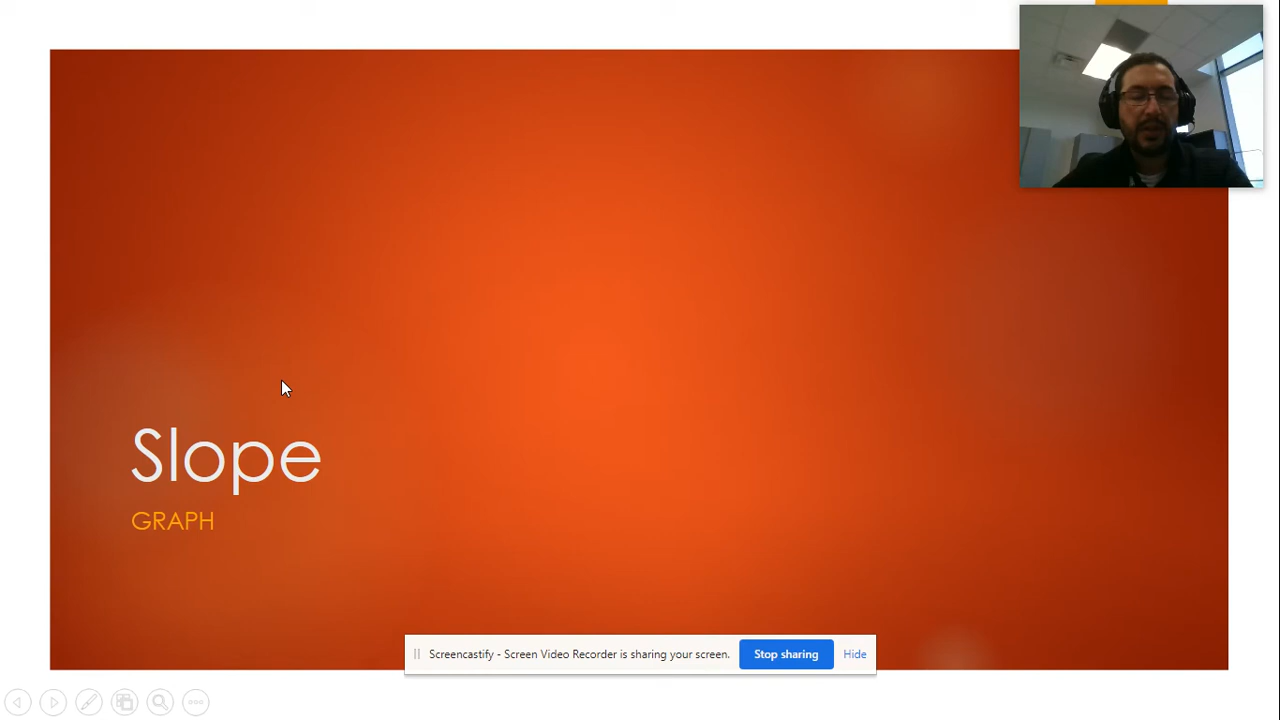 Slope
GRAPH
Screencastify - Screen Video Recorder is sharing your screen.
Stop sharing
Hide